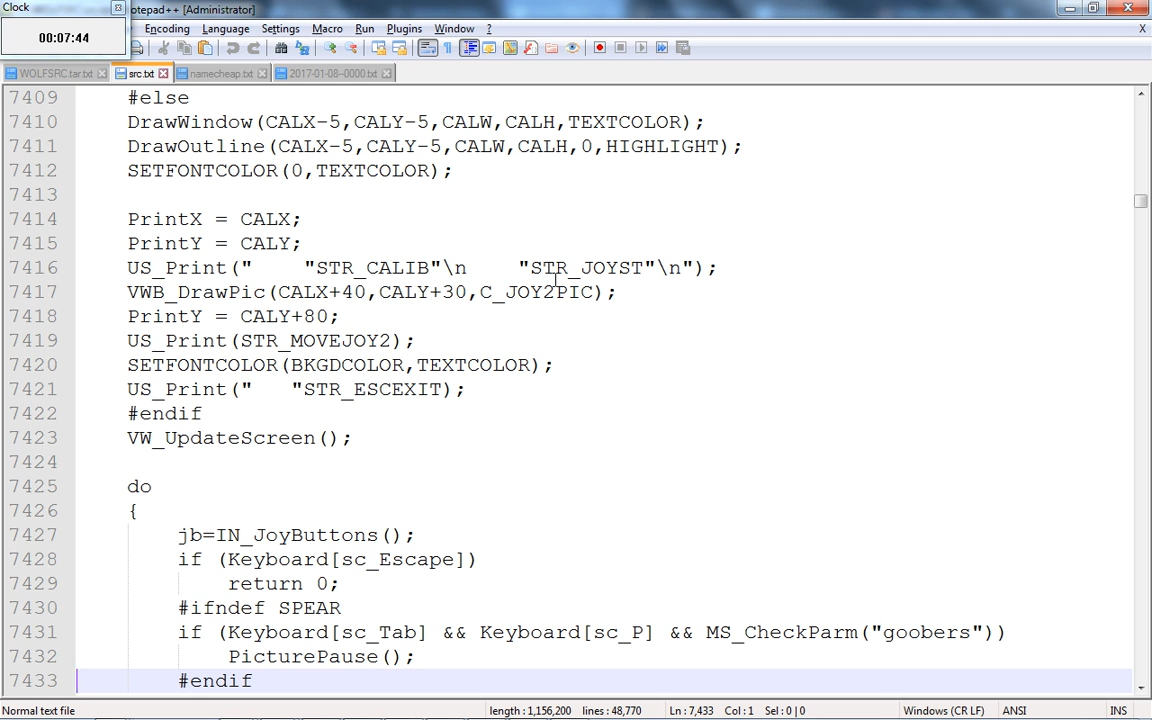 Clock
00:07:44
otepad++ [Administrator]
Encoding Language Settings Macro Run Plugins Window ? X
WOLFSRC.tar.txt src.txt namecheap.txt 2017-01-08--0000.txt
7409 #else
7410 DrawWindow(CALX-5,CALY-5,CALW,CALH,TEXTCOLOR);
7411 DrawOutline(CALX-5,CALY-5,CALW,CALH,0,HIGHLIGHT);
7412 SETFONTCOLOR(0,TEXTCOLOR);
7413
7414 PrintX = CALX;
7415 PrintY = CALY;
7416 US_Print("    "STR_CALIB"\n    "STR_JOYST"\n");
7417 VWB_DrawPic(CALX+40,CALY+30,C_JOY2PIC);
7418 PrintY = CALY+80;
7419 US_Print(STR_MOVEJOY2);
7420 SETFONTCOLOR(BKGDCOLOR,TEXTCOLOR);
7421 US_Print("   "STR_ESCEXIT);
7422 #endif
7423 VW_UpdateScreen();
7424
7425 do
7426 {
7427 jb=IN_JoyButtons();
7428 if (Keyboard[sc_Escape])
7429 return 0;
7430 #ifndef SPEAR
7431 if (Keyboard[sc_Tab] && Keyboard[sc_P] && MS_CheckParm("goobers"))
7432 PicturePause();
7433 #endif
Normal text file length : 1,156,200 lines : 48,770 Ln : 7,433 Col : 1 Sel : 0 | 0 Windows (CR LF) ANSI INS